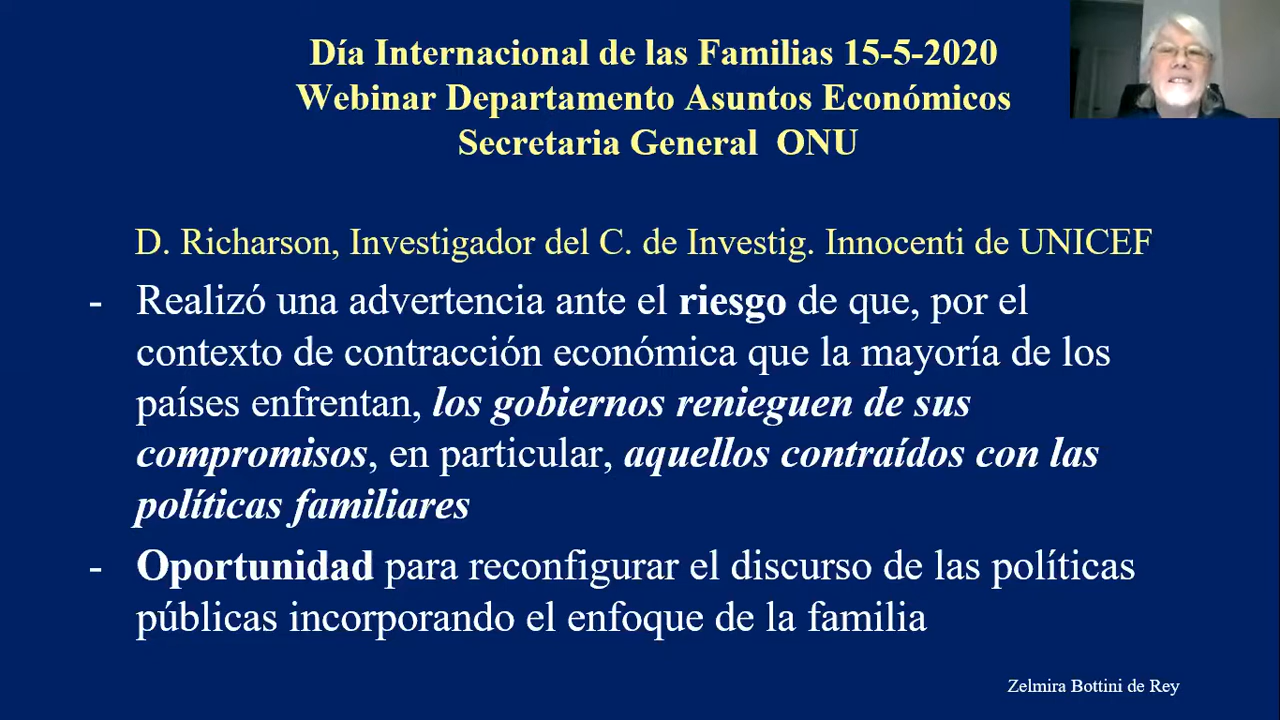 Día Internacional de las Familias 15-5-2020
Webinar Departamento Asuntos Económicos
Secretaria General ONU
D. Richarson, Investigador del C. de Investig. Innocenti de UNICEF
- Realizó una advertencia ante el riesgo de que, por el
contexto de contracción económica que la mayoría de los
países enfrentan, los gobiernos renieguen de sus
compromisos, en particular, aquellos contraídos con las
políticas familiares
- Oportunidad para reconfigurar el discurso de las políticas
públicas incorporando el enfoque de la familia
Zelmira Bottini de Rey